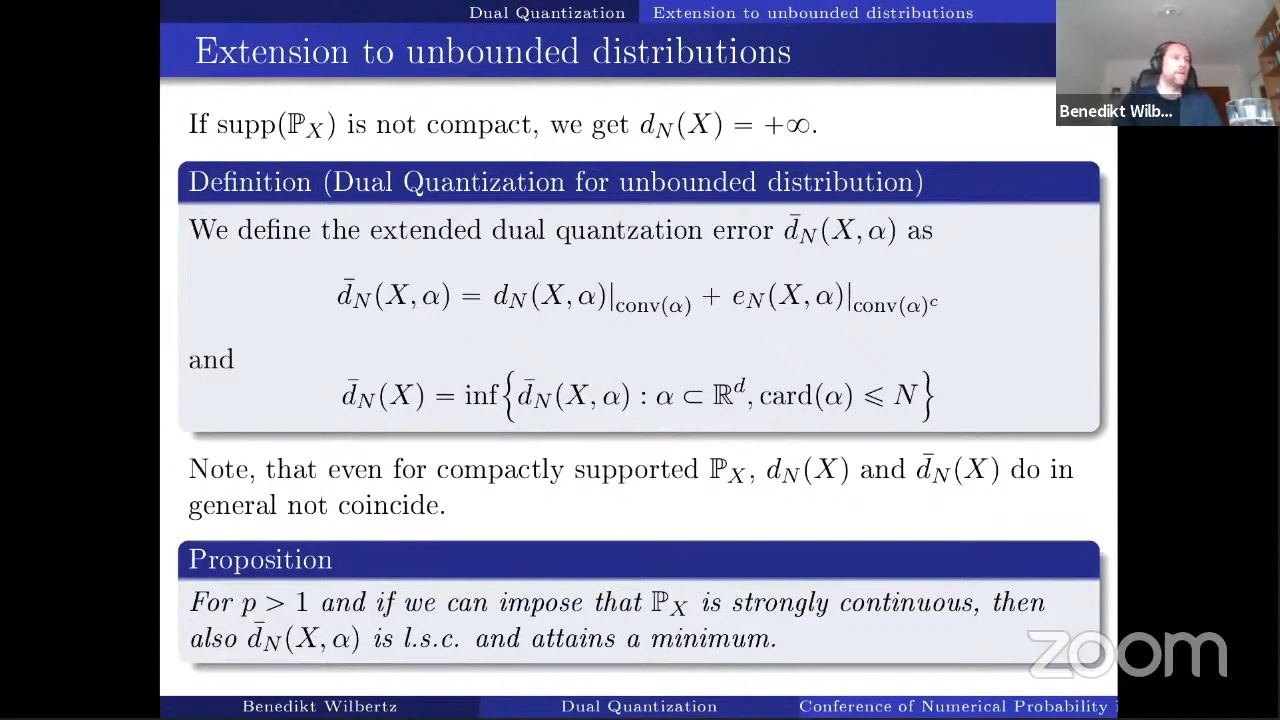 Dual Quantization    Extension to unbounded distributions
Extension to unbounded distributions
Benedikt Wilb...
If supp(ℙ_X) is not compact, we get d_N(X) = +∞.
Definition (Dual Quantization for unbounded distribution)
We define the extended dual quantzation error d̄_N(X, α) as
d̄_N(X, α) = d_N(X, α)|_conv(α) + e_N(X, α)|_conv(α)^c
and
d̄_N(X) = inf{d̄_N(X, α) : α ⊂ ℝ^d, card(α) ⩽ N}
Note, that even for compactly supported ℙ_X, d_N(X) and d̄_N(X) do in
general not coincide.
Proposition
For p > 1 and if we can impose that ℙ_X is strongly continuous, then
also d̄_N(X, α) is l.s.c. and attains a minimum.
zoom
Benedikt Wilbertz    Dual Quantization    Conference of Numerical Probability